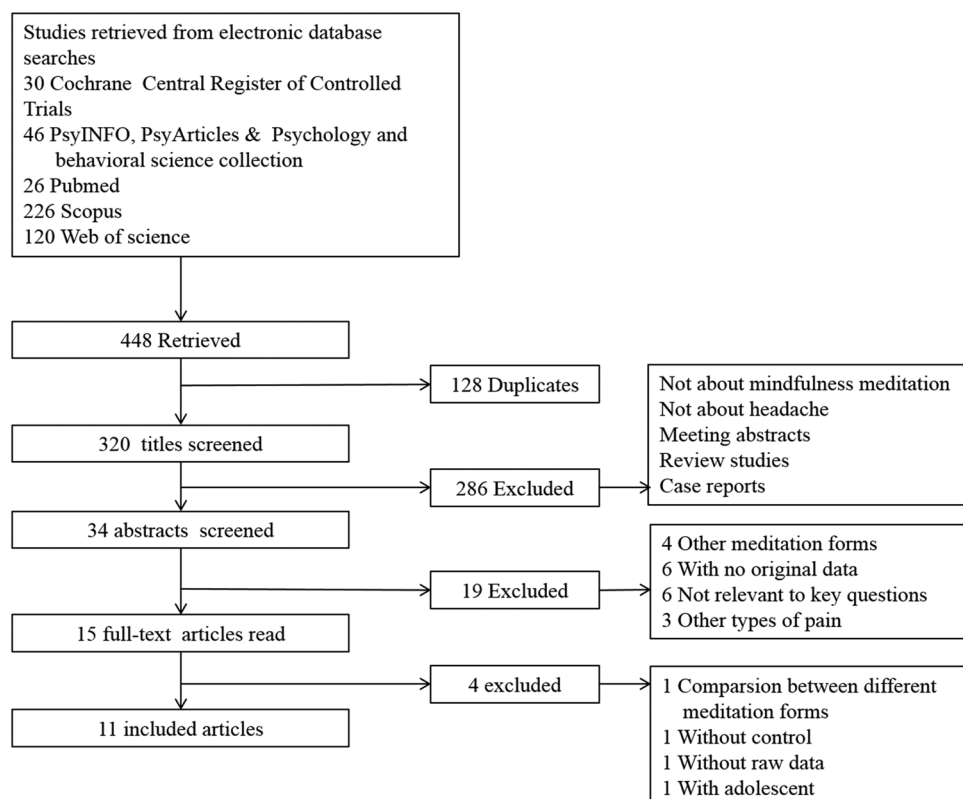 Studies retrieved from electronic database
searches
30 Cochrane Central Register of Controlled
Trials
46 PsyINFO, PsyArticles & Psychology and
behavioral science collection
26 Pubmed
226 Scopus
120 Web of science
448 Retrieved
128 Duplicates
320 titles screened
286 Excluded
Not about mindfulness meditation
Not about headache
Meeting abstracts
Review studies
Case reports
34 abstracts screened
19 Excluded
4 Other meditation forms
6 With no original data
6 Not relevant to key questions
3 Other types of pain
15 full-text articles read
4 excluded
1 Comparsion between different
meditation forms
1 Without control
1 Without raw data
1 With adolescent
11 included articles